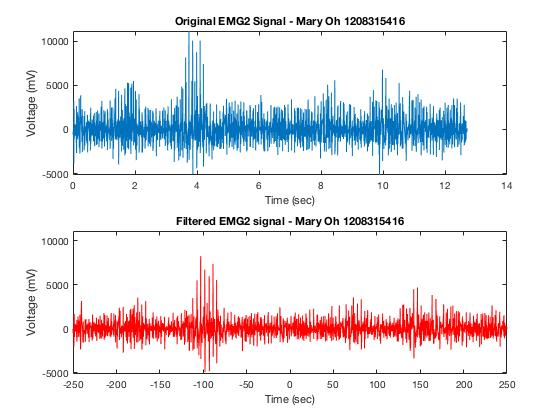 Original EMG2 Signal - Mary Oh 1208315416
10000
5000
0
-5000
Voltage (mV)
0 2 4 6 8 10 12 14
Time (sec)
Filtered EMG2 signal - Mary Oh 1208315416
10000
5000
0
-5000
Voltage (mV)
-250 -200 -150 -100 -50 0 50 100 150 200 250
Time (sec)